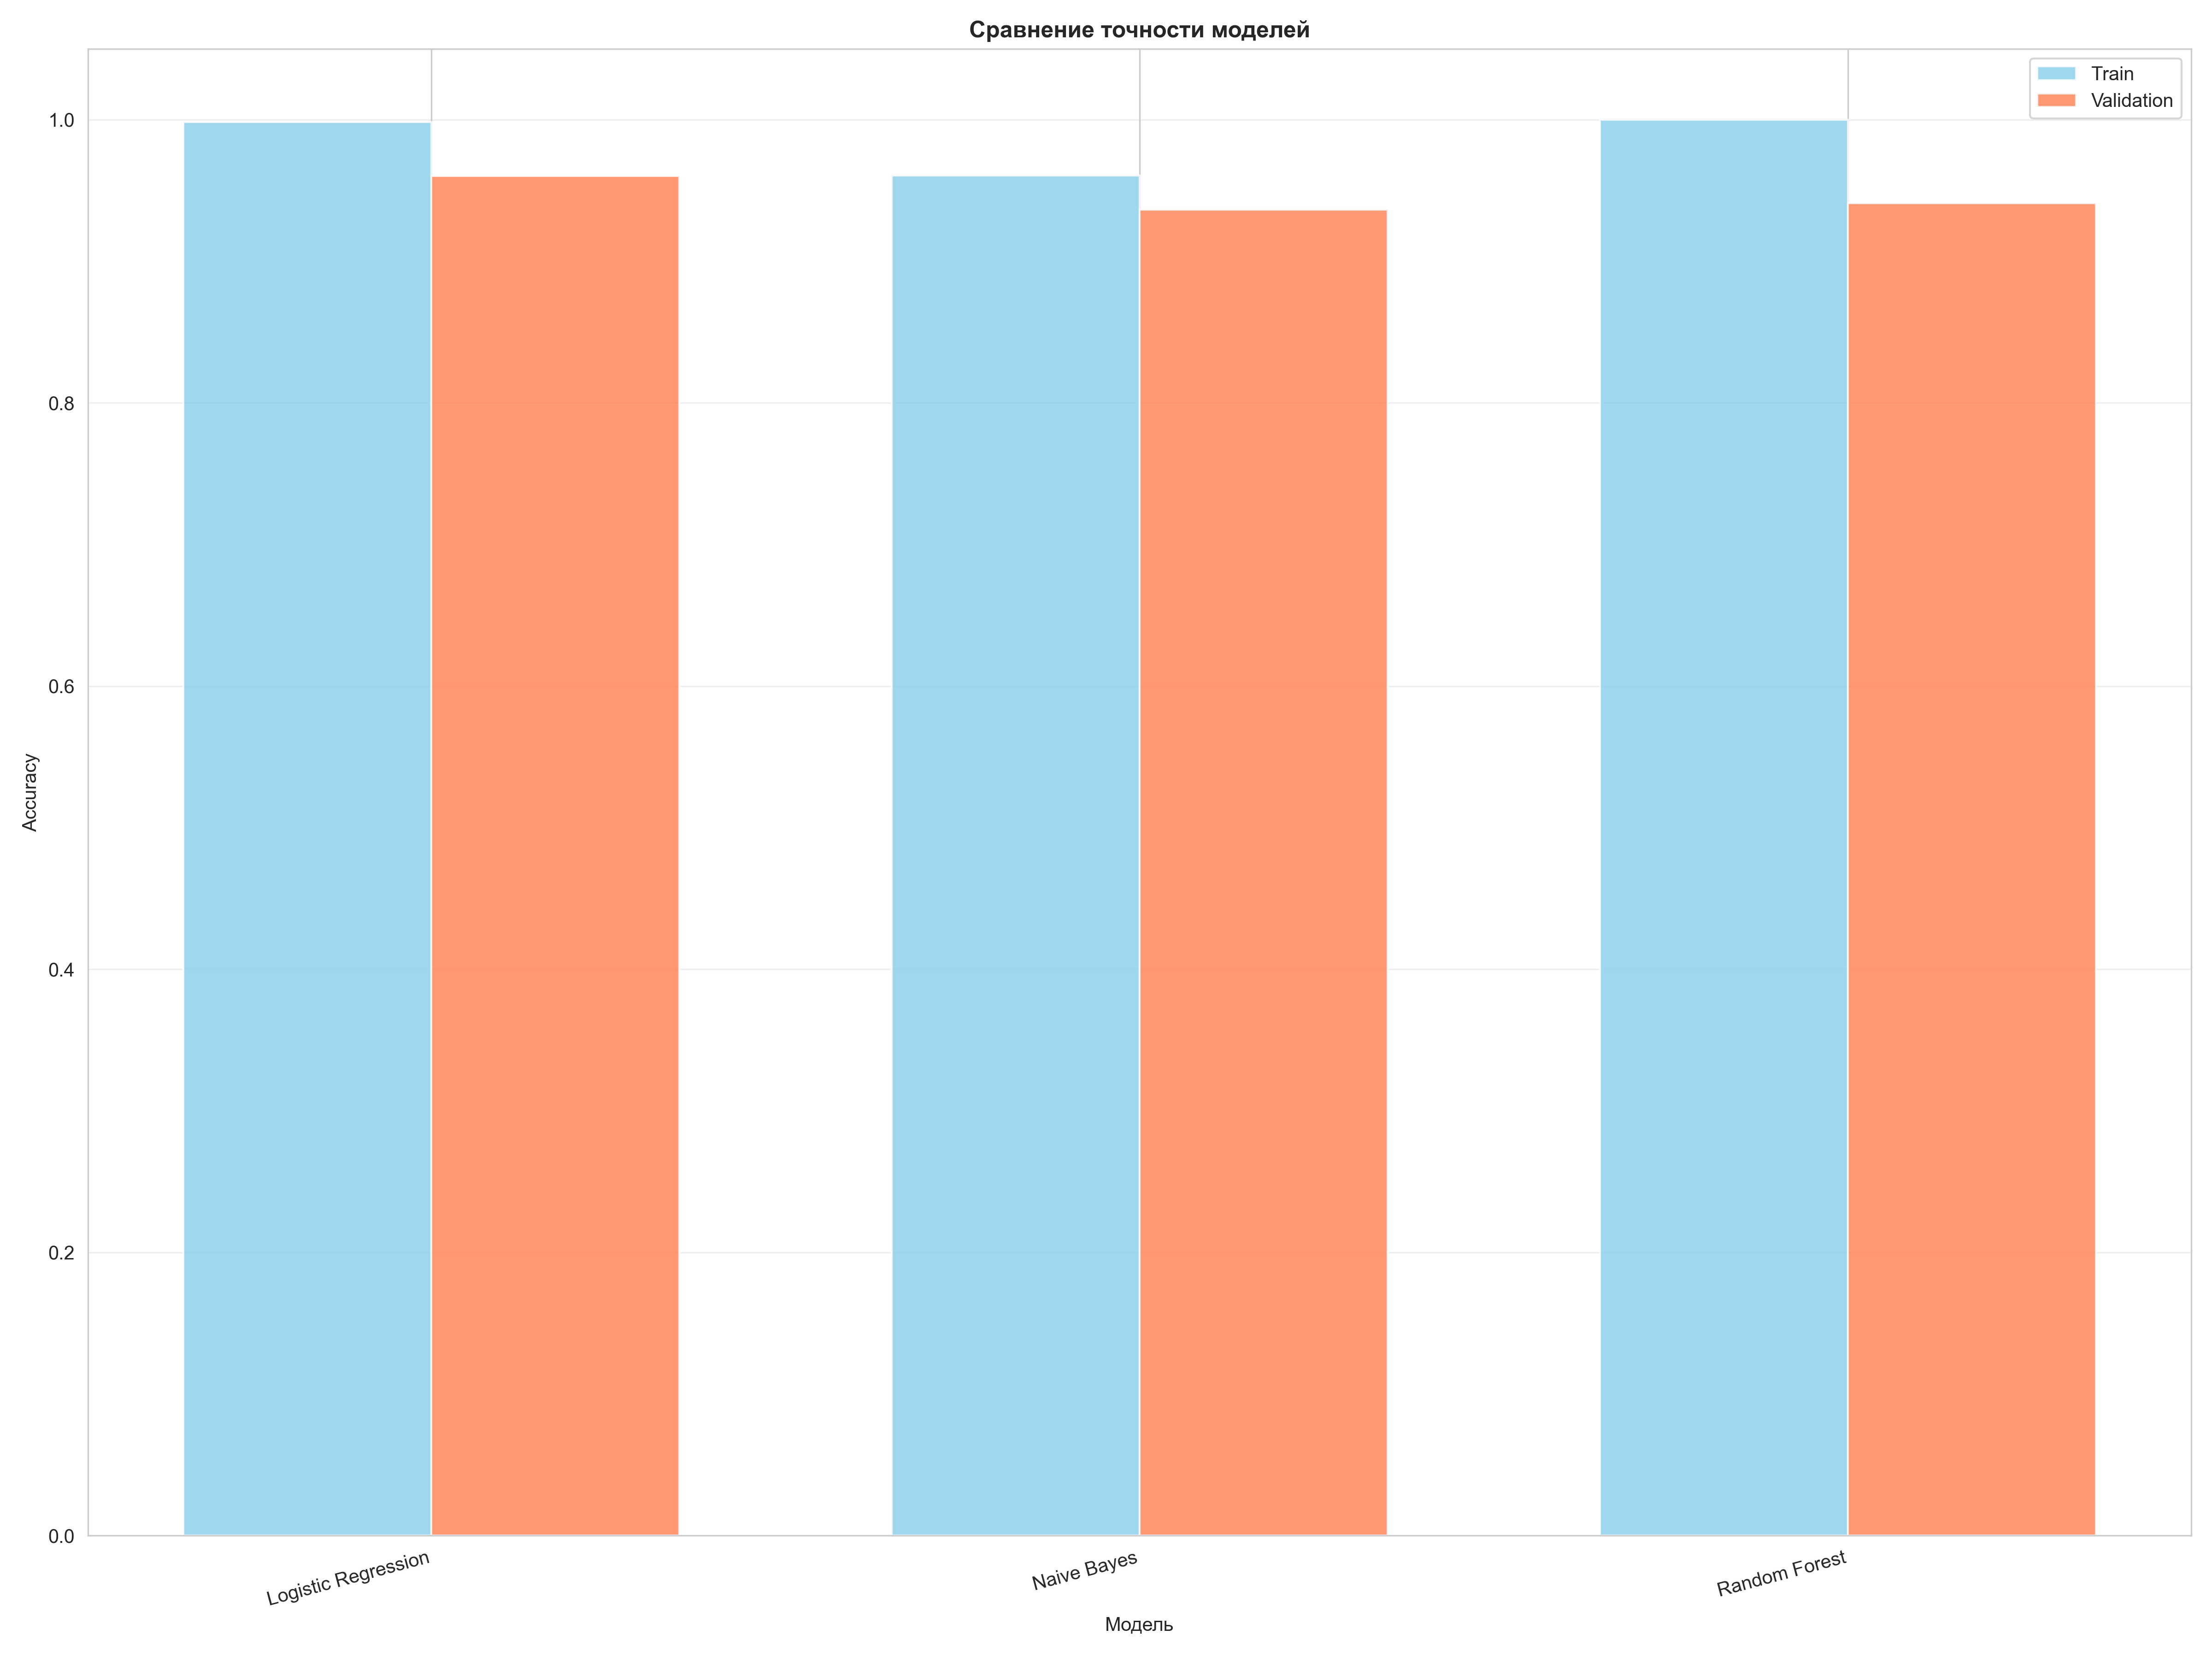 Сравнение точности моделей
Train
Validation
1.0
0.8
0.6
0.4
0.2
0.0
Accuracy
Logistic Regression
Naive Bayes
Random Forest
Модель